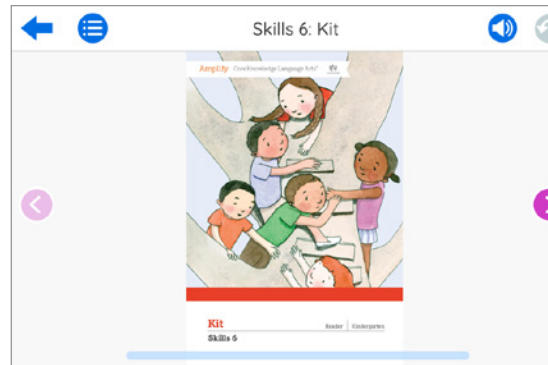 Skills 6: Kit
Amplify Core Knowledge Language Arts®
Kit
Reader | Kindergarten
Skills 6